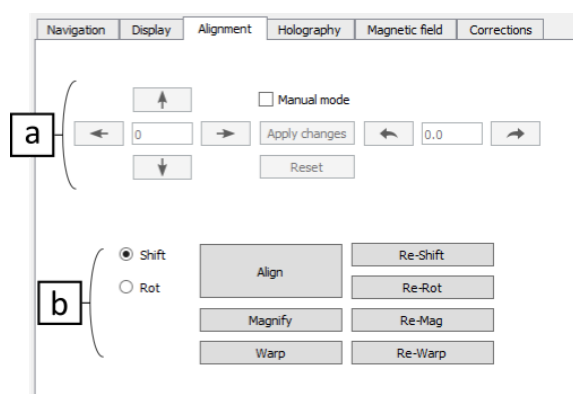 Navigation Display Alignment Holography Magnetic field Corrections
Manual mode
a
0 Apply changes 0.0
Reset
Shift Re-Shift
Align
Rot Re-Rot
b
Magnify Re-Mag
Warp Re-Warp